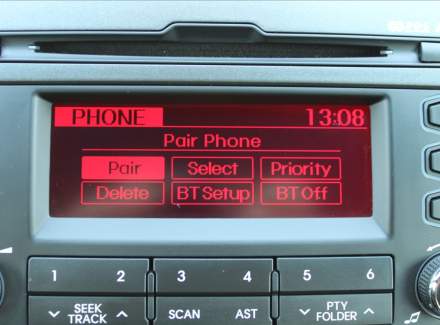 PHONE 13:08
Pair Phone
Pair Select Priority
Delete BT Setup BT Off
1 2 3 4 5 6
SEEK SCAN AST PTY
TRACK FOLDER